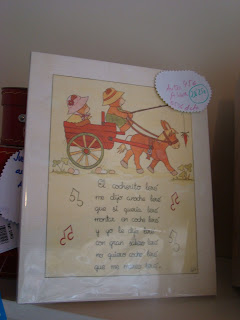 El cocherito leré
me dijo anoche leré
que si quería leré
montar en coche leré
y yo le dije leré
con gran salero leré
no quiero coche leré
que me mareo leré